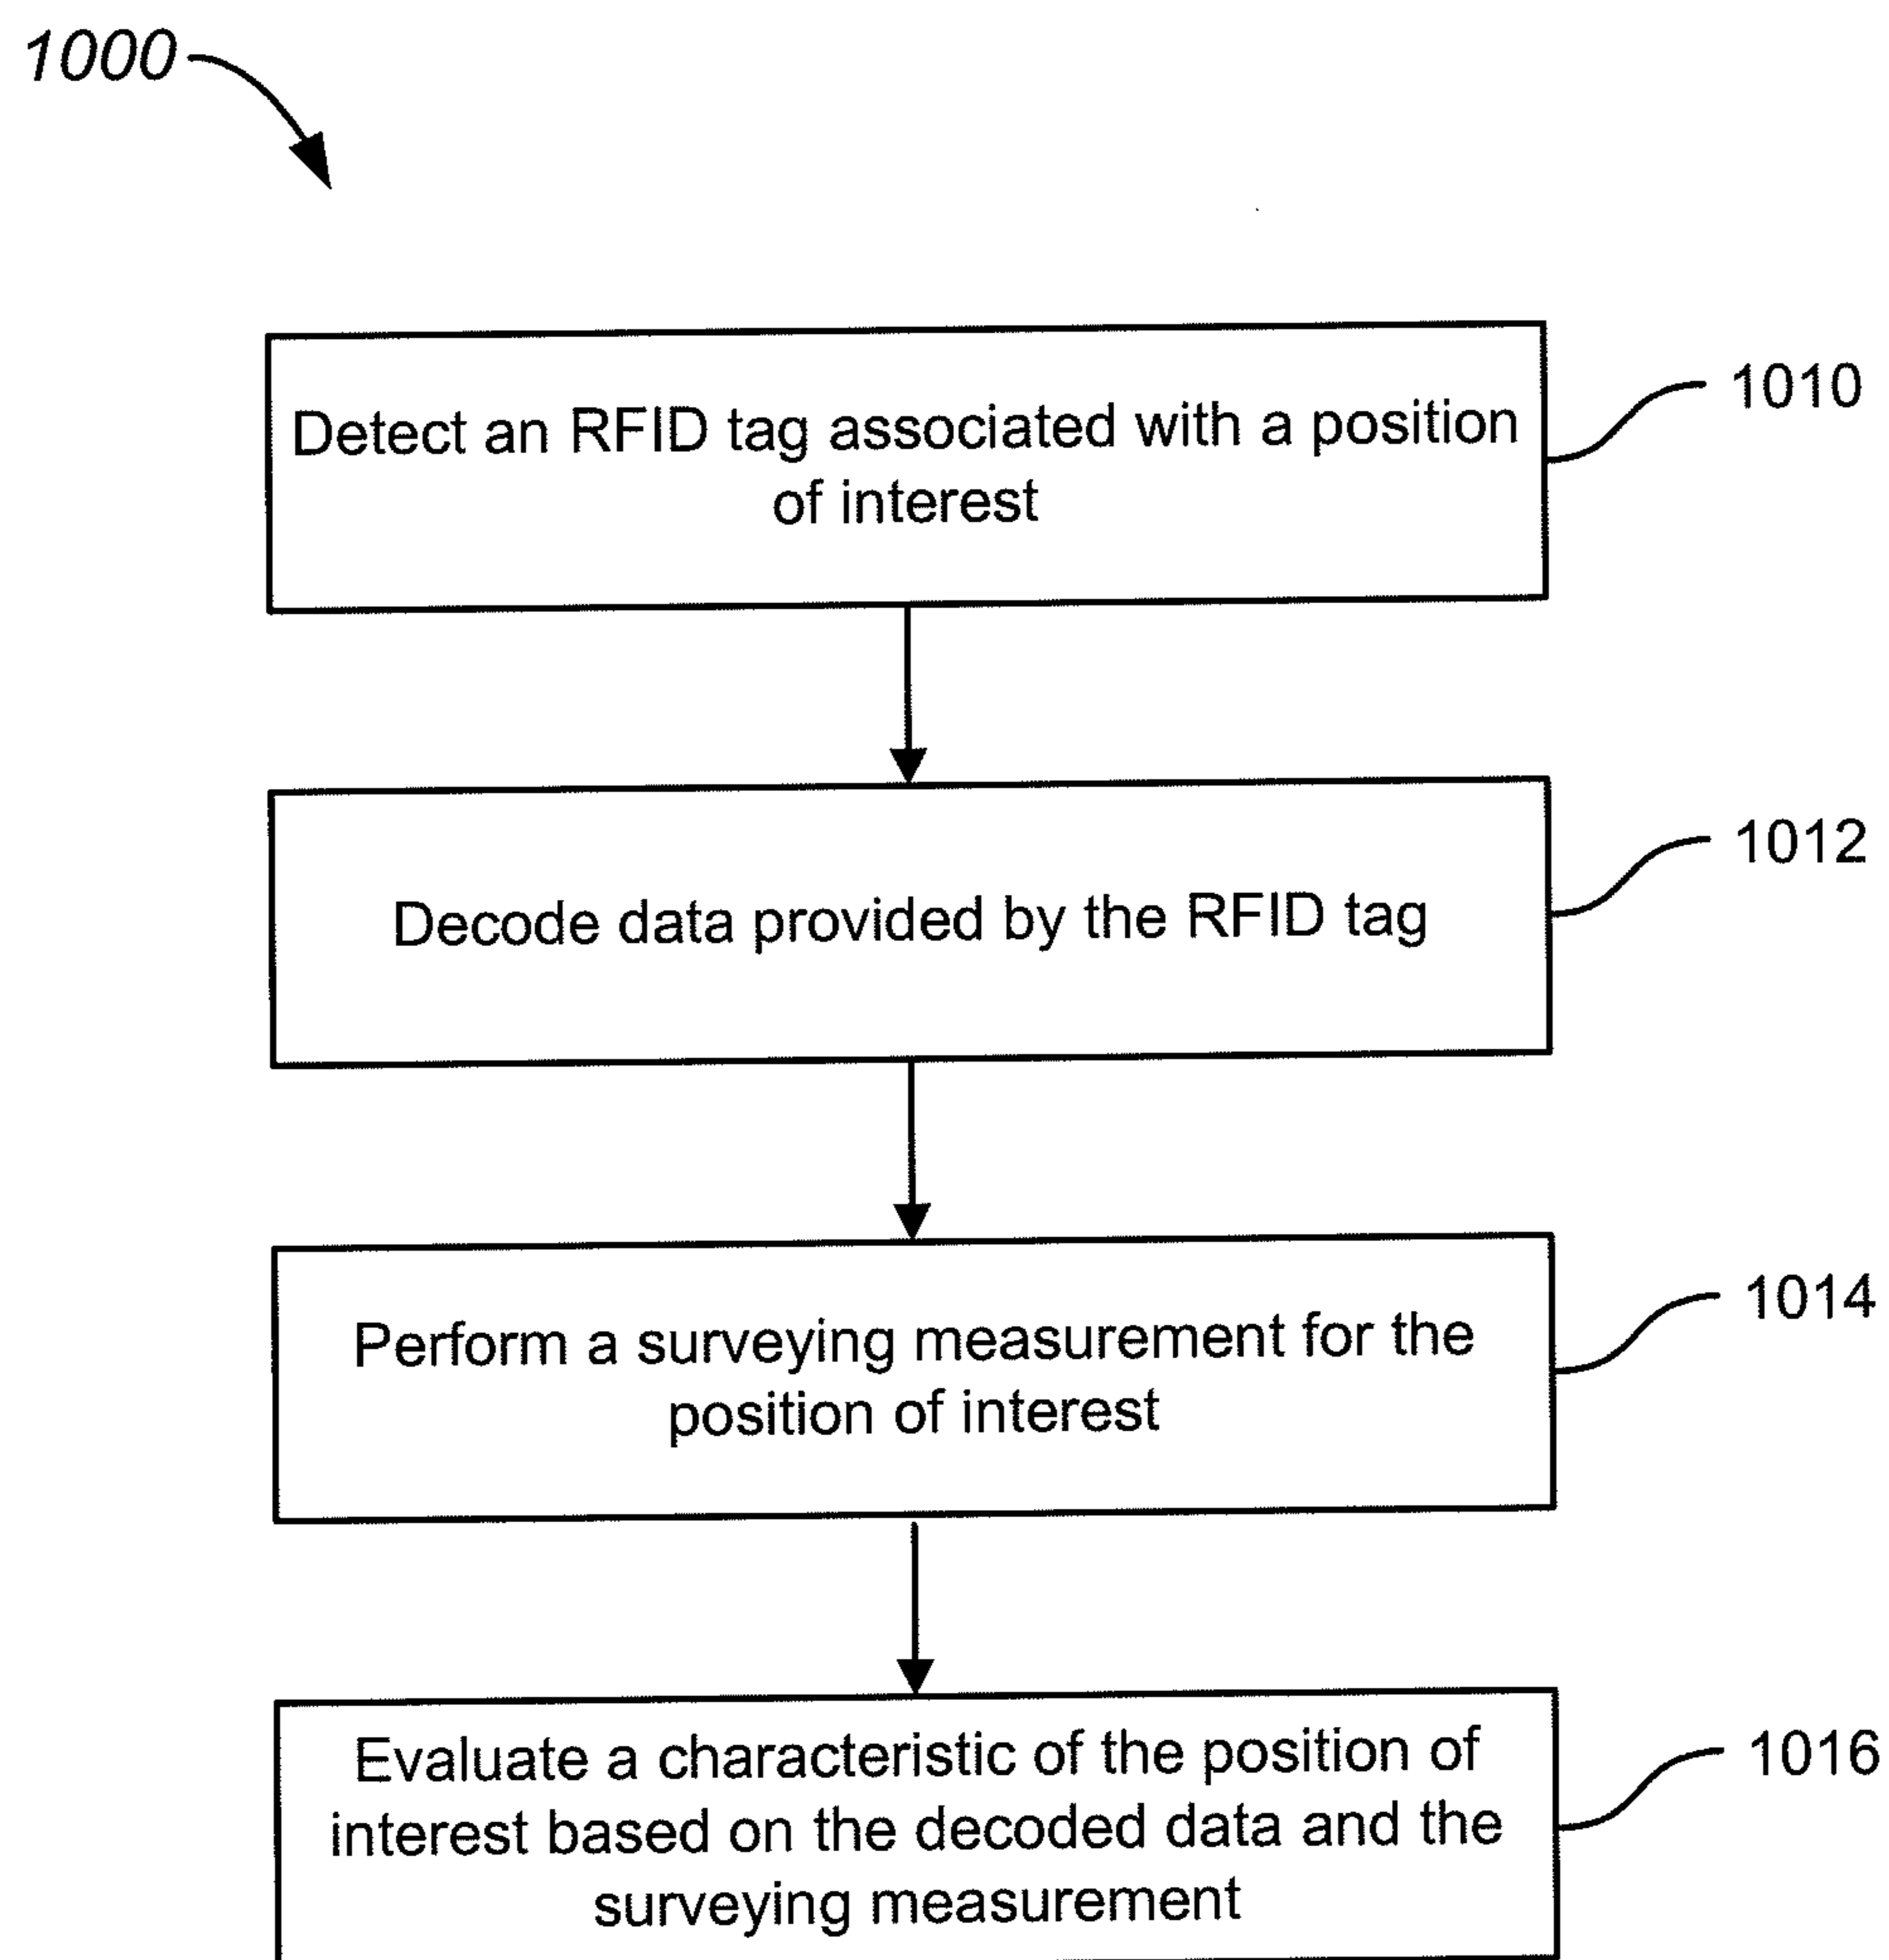 1000
Detect an RFID tag associated with a position
of interest
1010
Decode data provided by the RFID tag
1012
Perform a surveying measurement for the
position of interest
1014
Evaluate a characteristic of the position of
interest based on the decoded data and the
surveying measurement
1016